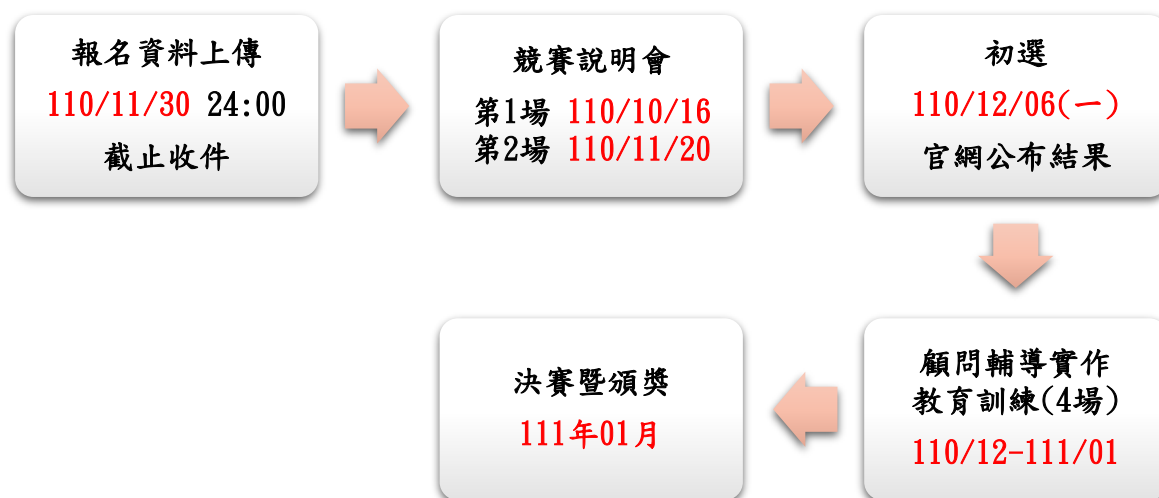 報名資料上傳
110/11/30 24:00
截止收件
競賽說明會
第1場 110/10/16
第2場 110/11/20
初選
110/12/06(一)
官網公布結果
顧問輔導實作
教育訓練(4場)
110/12-111/01
決賽暨頒獎
111年01月